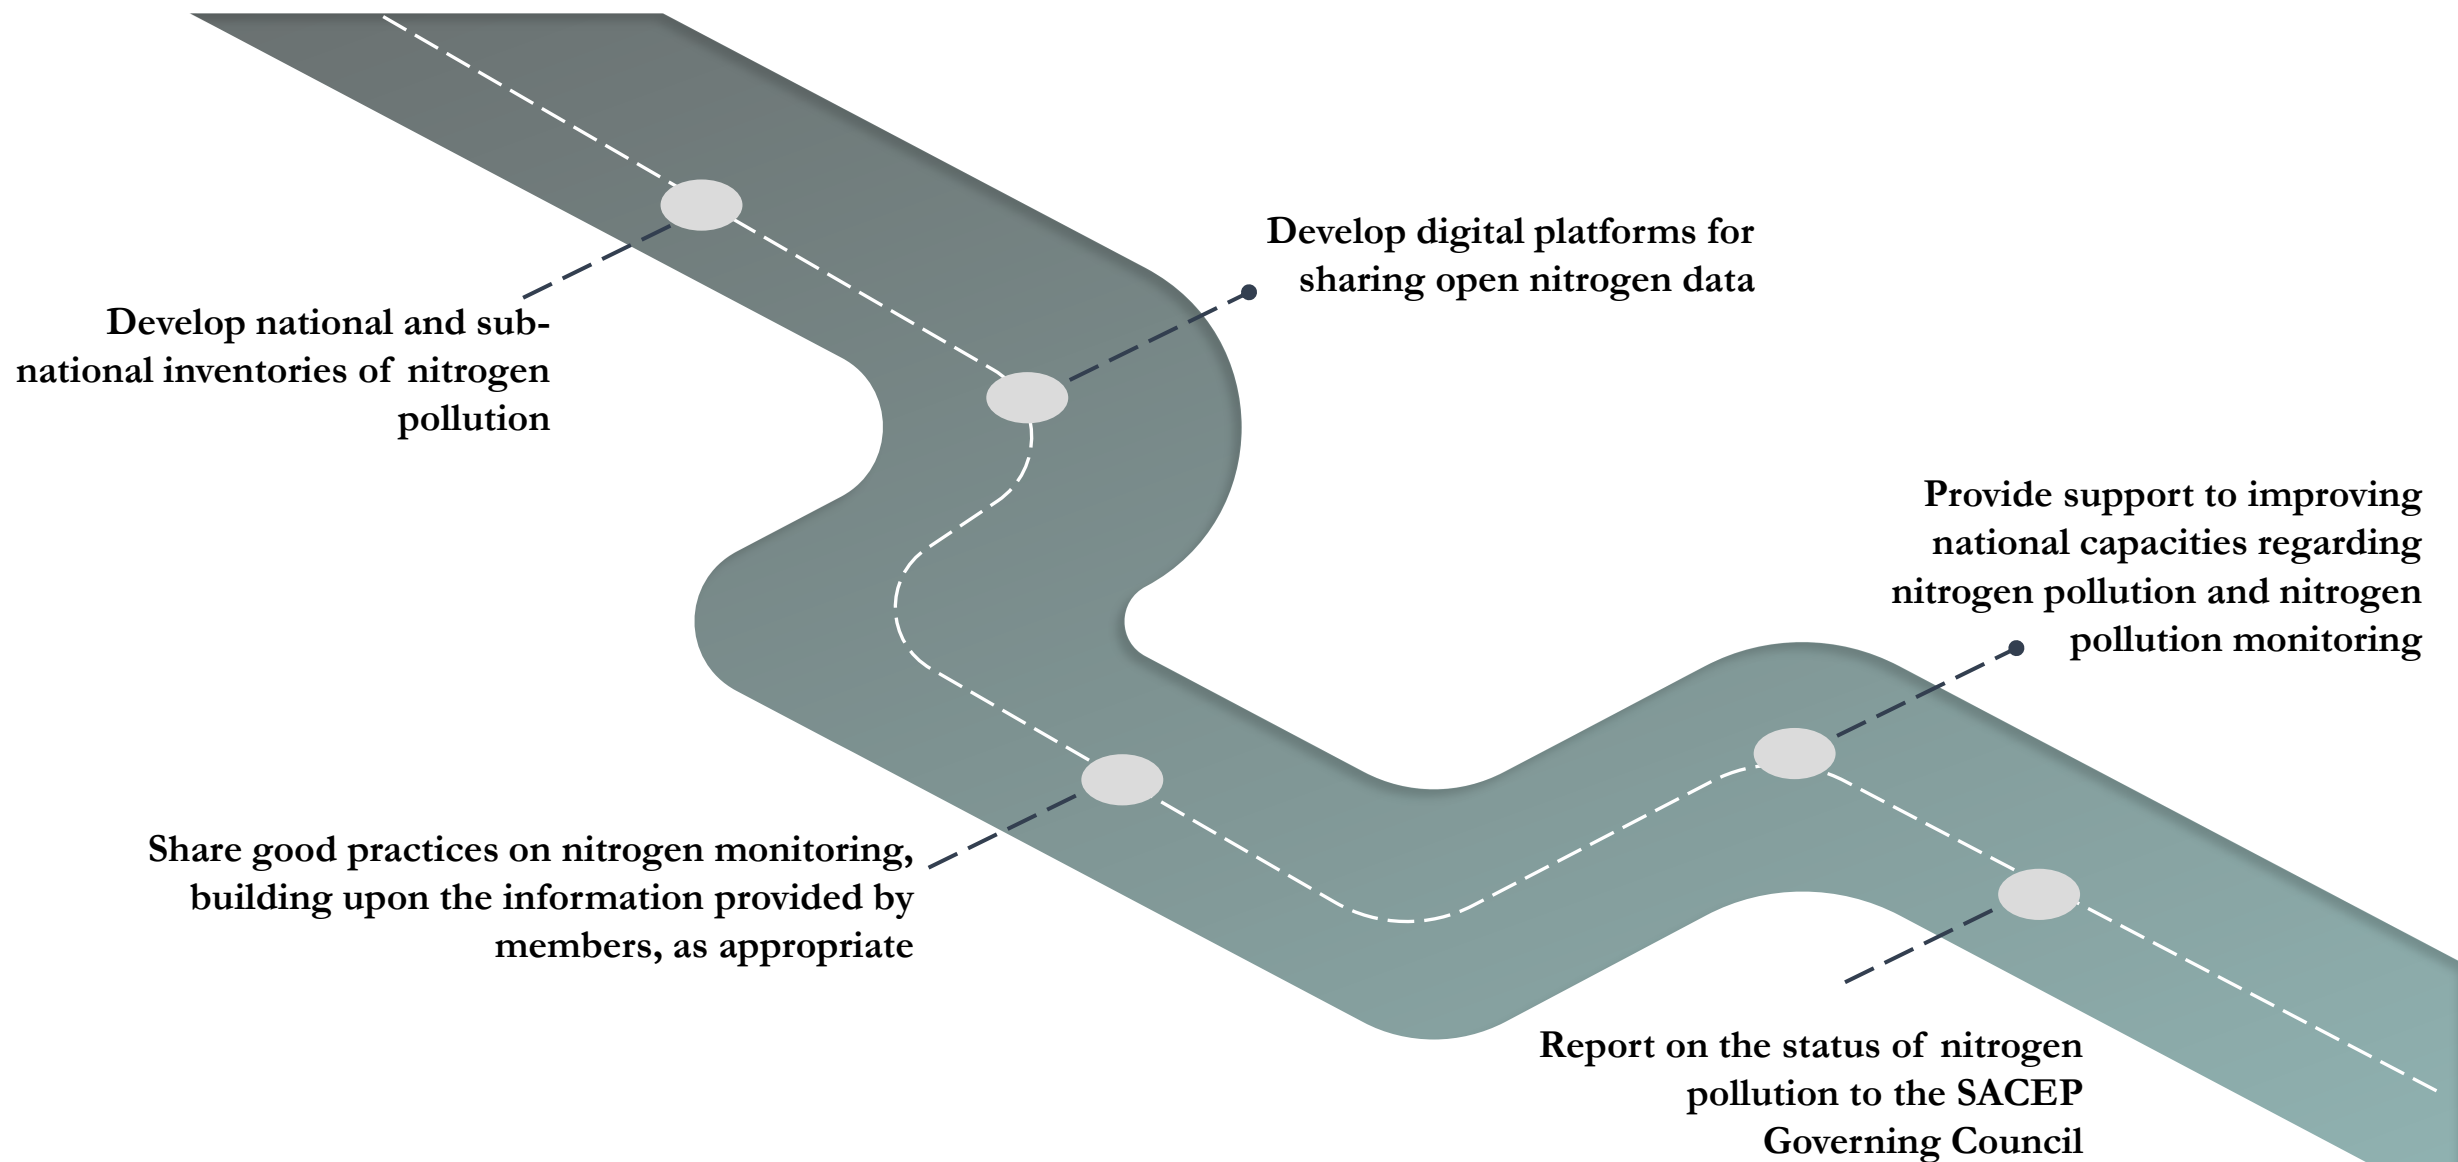 Develop national and sub-
national inventories of nitrogen
pollution
Develop digital platforms for
sharing open nitrogen data
Share good practices on nitrogen monitoring,
building upon the information provided by
members, as appropriate
Provide support to improving
national capacities regarding
nitrogen pollution and nitrogen
pollution monitoring
Report on the status of nitrogen
pollution to the SACEP
Governing Council